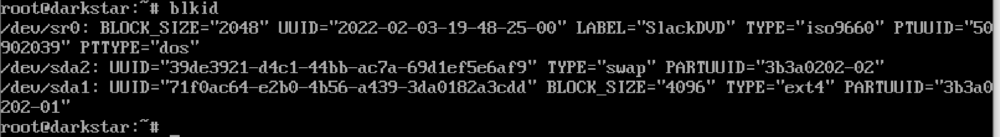 root@darkstar:~# blkid
/dev/sr0: BLOCK_SIZE="2048" UUID="2022-02-03-19-48-25-00" LABEL="SlackDVD" TYPE="iso9660" PTUUID="50
902039" PTTYPE="dos"
/dev/sda2: UUID="39de3921-d4c1-44bb-ac7a-69d1ef5e6af9" TYPE="swap" PARTUUID="3b3a0202-02"
/dev/sda1: UUID="71f0ac64-e2b0-4b56-a439-3da0182a3cdd" BLOCK_SIZE="4096" TYPE="ext4" PARTUUID="3b3a0
202-01"
root@darkstar:~# _